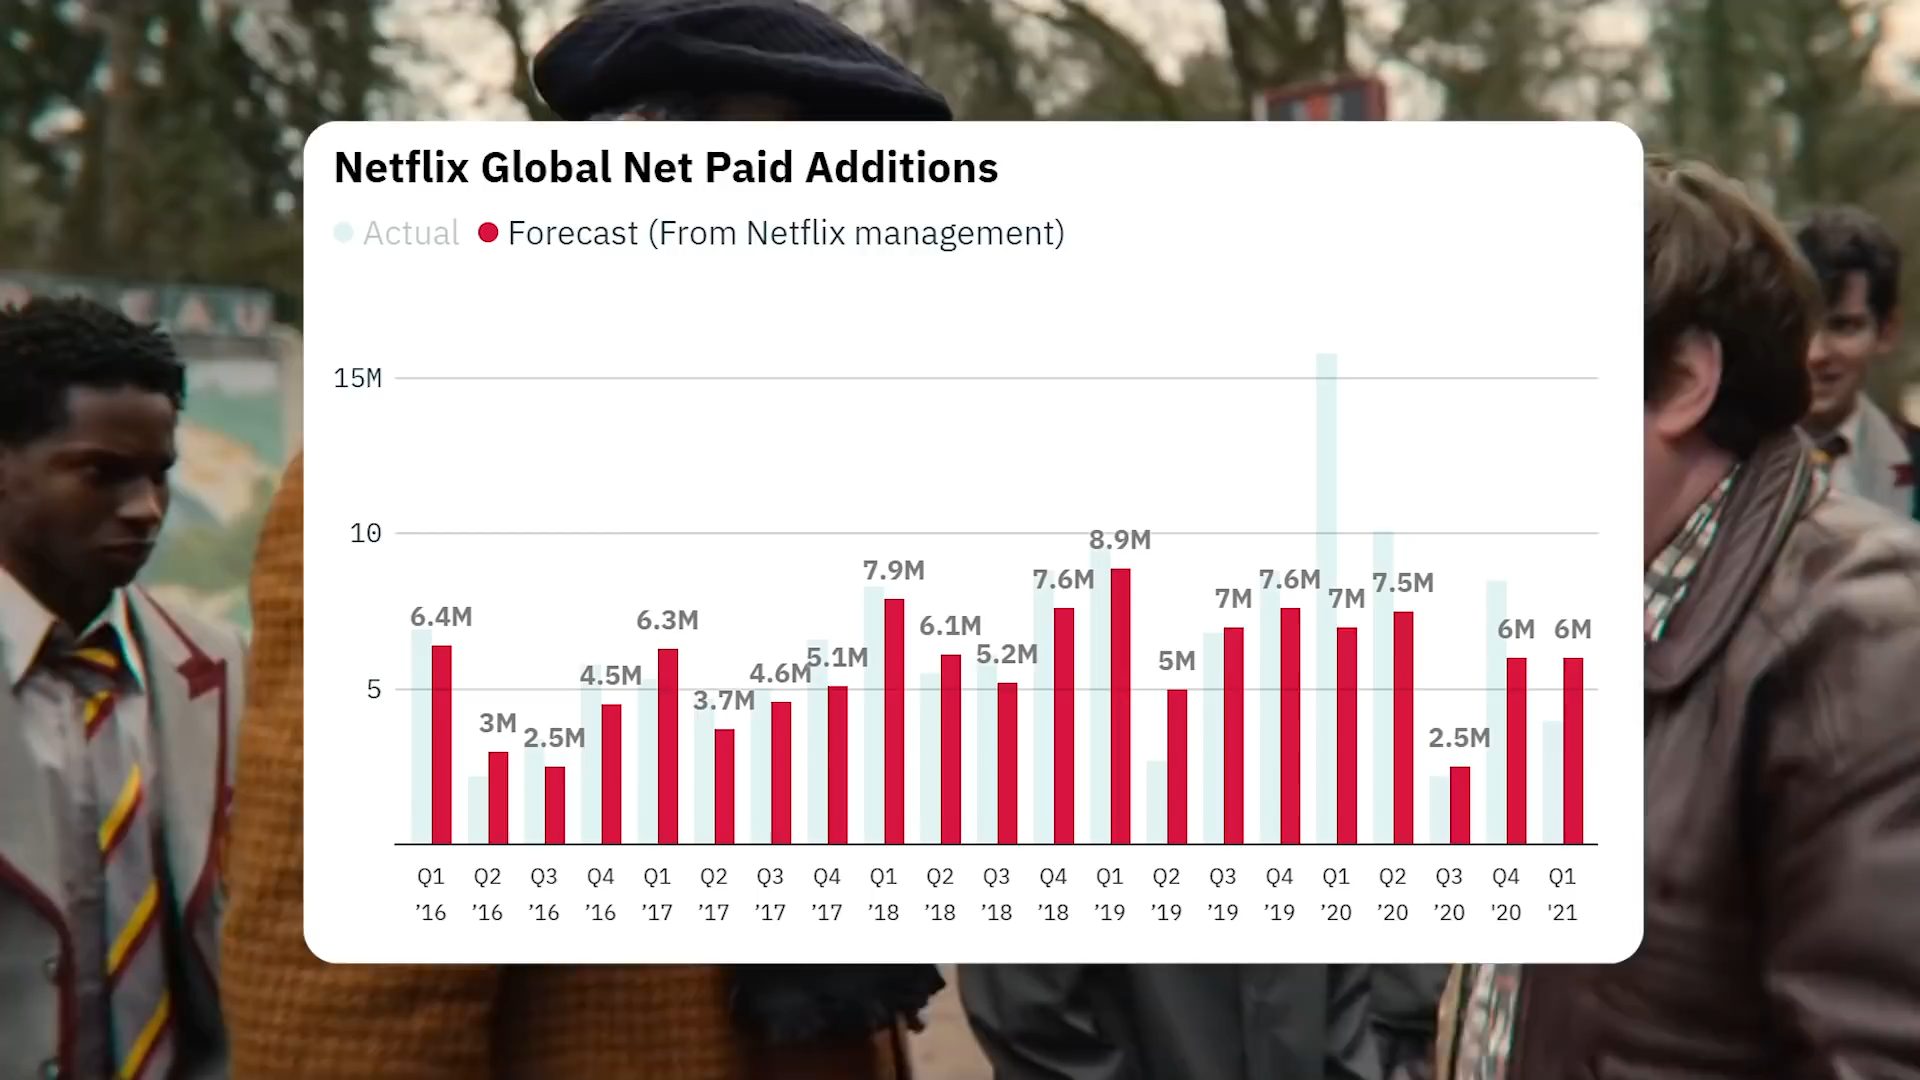 Netflix Global Net Paid Additions
Actual Forecast (From Netflix management)
15M
10
5
6.4M 3M 2.5M 4.5M 6.3M 3.7M 4.6M 5.1M 7.9M 6.1M 5.2M 7.6M 8.9M 5M 7M 7.6M 7M 7.5M 2.5M 6M 6M
Q1 Q2 Q3 Q4 Q1 Q2 Q3 Q4 Q1 Q2 Q3 Q4 Q1 Q2 Q3 Q4 Q1 Q2 Q3 Q4 Q1
’16 ’16 ’16 ’16 ’17 ’17 ’17 ’17 ’18 ’18 ’18 ’18 ’19 ’19 ’19 ’19 ’20 ’20 ’20 '20 '21